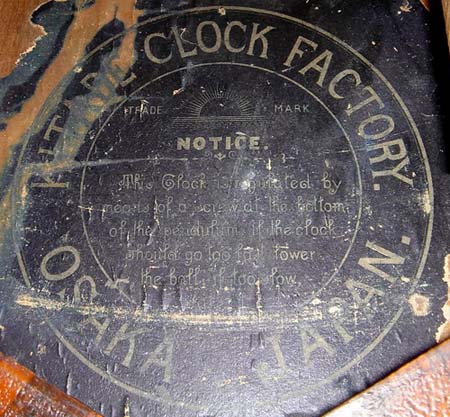 CLOCK FACTORY.
TRADE MARK
NOTICE.
This Clock is regulated by
means of a screw at the bottom
of the pendulum, if the clock
should go too fast lower
the ball, if too slow
OSAKA JAPAN.